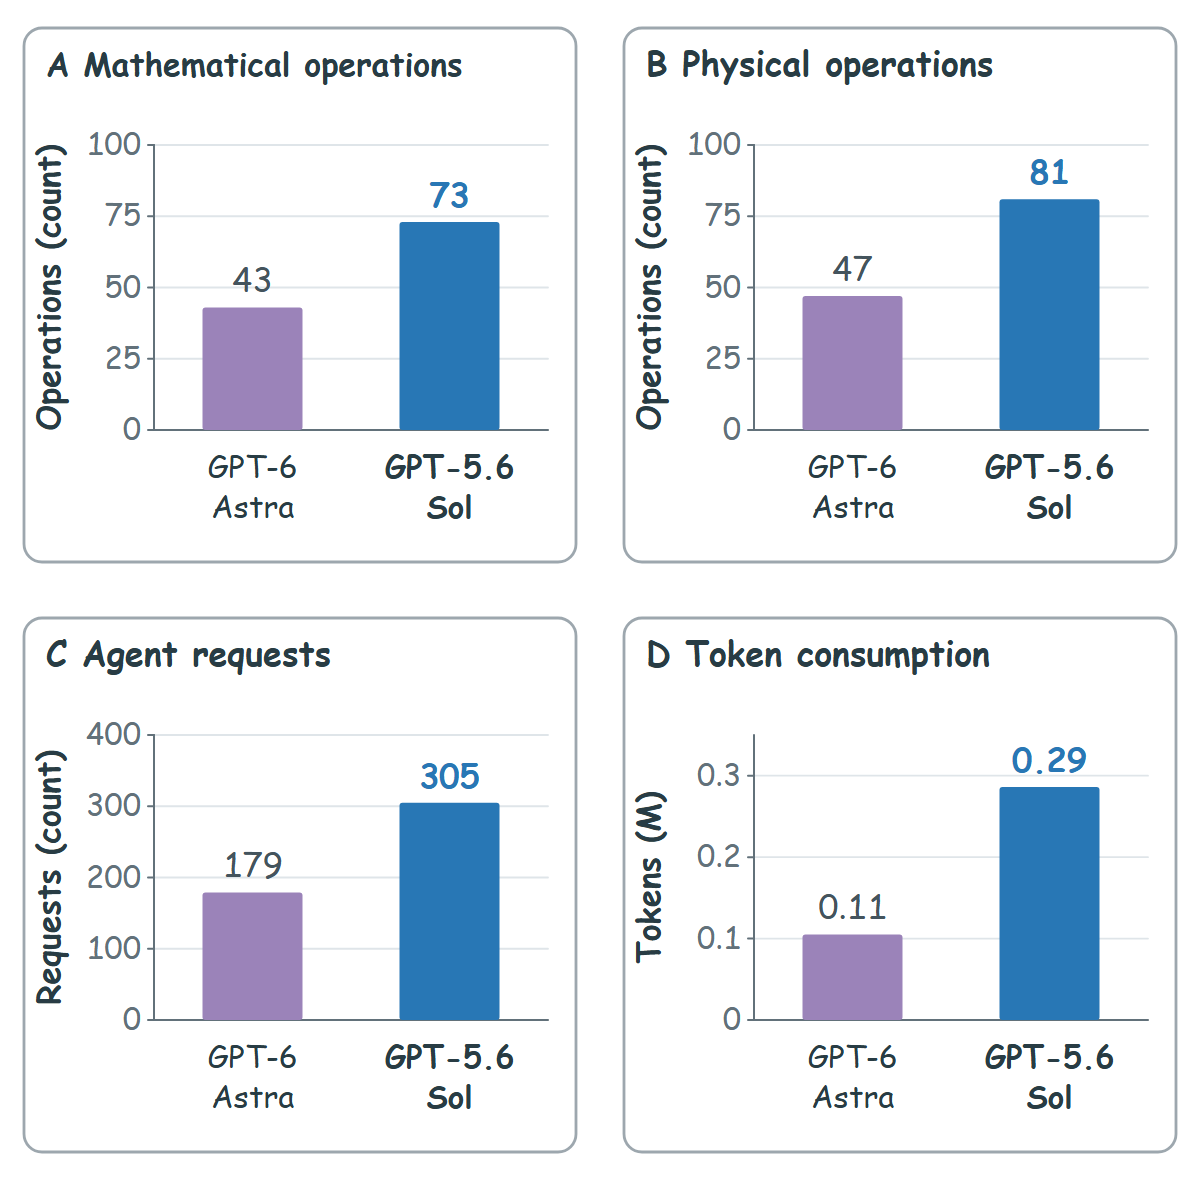 A Mathematical operations
Operations (count)
100
75
50
25
0
43
73
GPT-6
Astra
GPT-5.6
Sol
B Physical operations
Operations (count)
100
75
50
25
0
47
81
GPT-6
Astra
GPT-5.6
Sol
C Agent requests
Requests (count)
400
300
200
100
0
179
305
GPT-6
Astra
GPT-5.6
Sol
D Token consumption
Tokens (M)
0.3
0.2
0.1
0
0.11
0.29
GPT-6
Astra
GPT-5.6
Sol